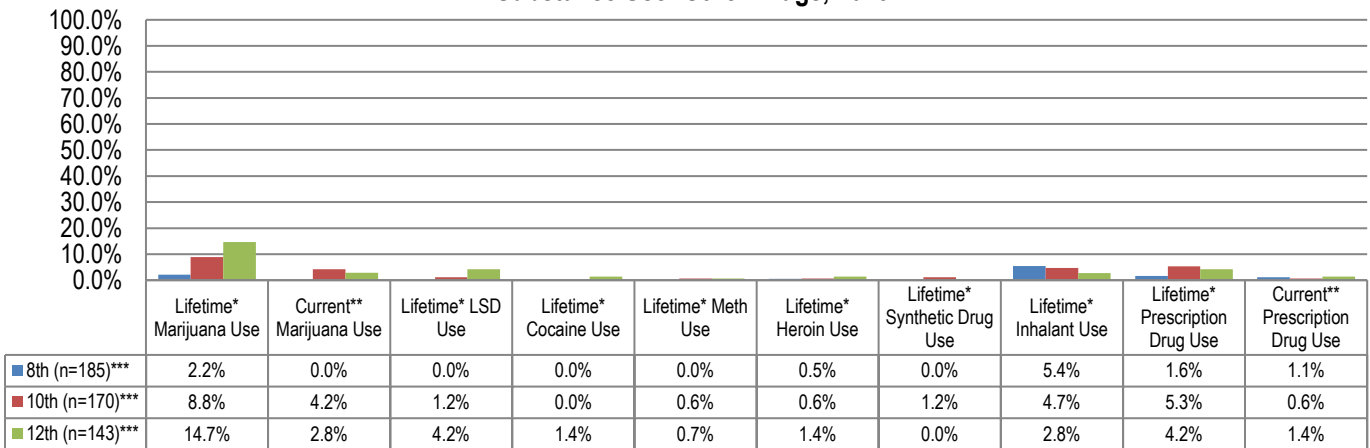 100.0%
90.0%
80.0%
70.0%
60.0%
50.0%
40.0%
30.0%
20.0%
10.0%
0.0%
Lifetime* Marijuana Use
Current** Marijuana Use
Lifetime* LSD Use
Lifetime* Cocaine Use
Lifetime* Meth Use
Lifetime* Heroin Use
Lifetime* Synthetic Drug Use
Lifetime* Inhalant Use
Lifetime* Prescription Drug Use
Current** Prescription Drug Use
8th (n=185)*** 2.2% 0.0% 0.0% 0.0% 0.0% 0.5% 0.0% 5.4% 1.6% 1.1%
10th (n=170)*** 8.8% 4.2% 1.2% 0.0% 0.6% 0.6% 1.2% 4.7% 5.3% 0.6%
12th (n=143)*** 14.7% 2.8% 4.2% 1.4% 0.7% 1.4% 0.0% 2.8% 4.2% 1.4%